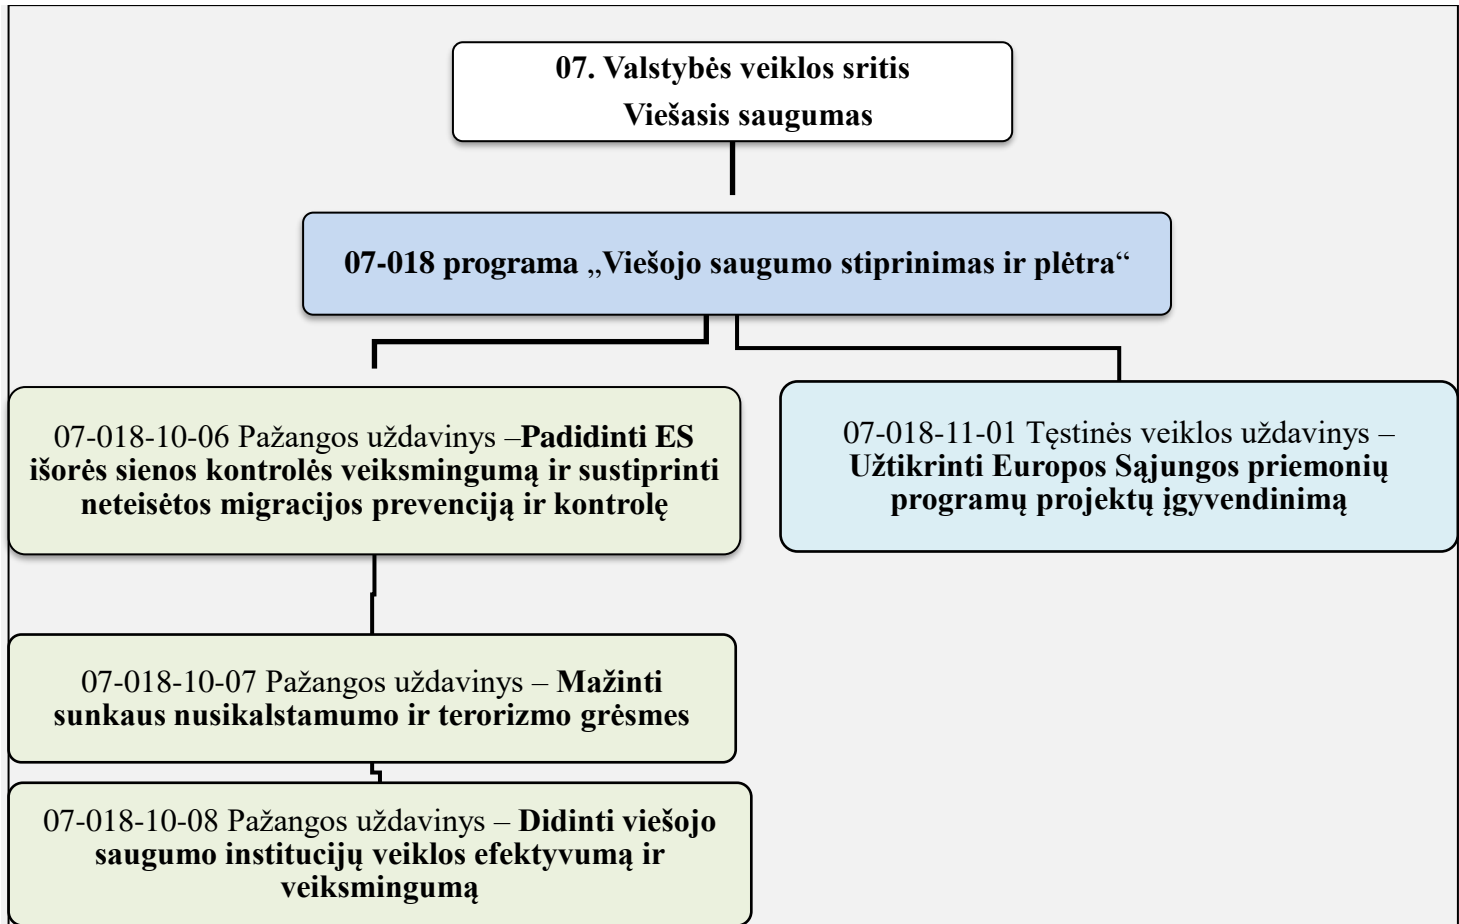 07. Valstybės veiklos sritis
Viešasis saugumas
07-018 programa „Viešojo saugumo stiprinimas ir plėtra“
07-018-10-06 Pažangos uždavinys –Padidinti ES
išorės sienos kontrolės veiksmingumą ir sustiprinti
neteisėtos migracijos prevenciją ir kontrolę
07-018-11-01 Tęstinės veiklos uždavinys –
Užtikrinti Europos Sąjungos priemonių
programų projektų įgyvendinimą
07-018-10-07 Pažangos uždavinys – Mažinti
sunkaus nusikalstamumo ir terorizmo grėsmes
07-018-10-08 Pažangos uždavinys – Didinti viešojo
saugumo institucijų veiklos efektyvumą ir
veiksmingumą